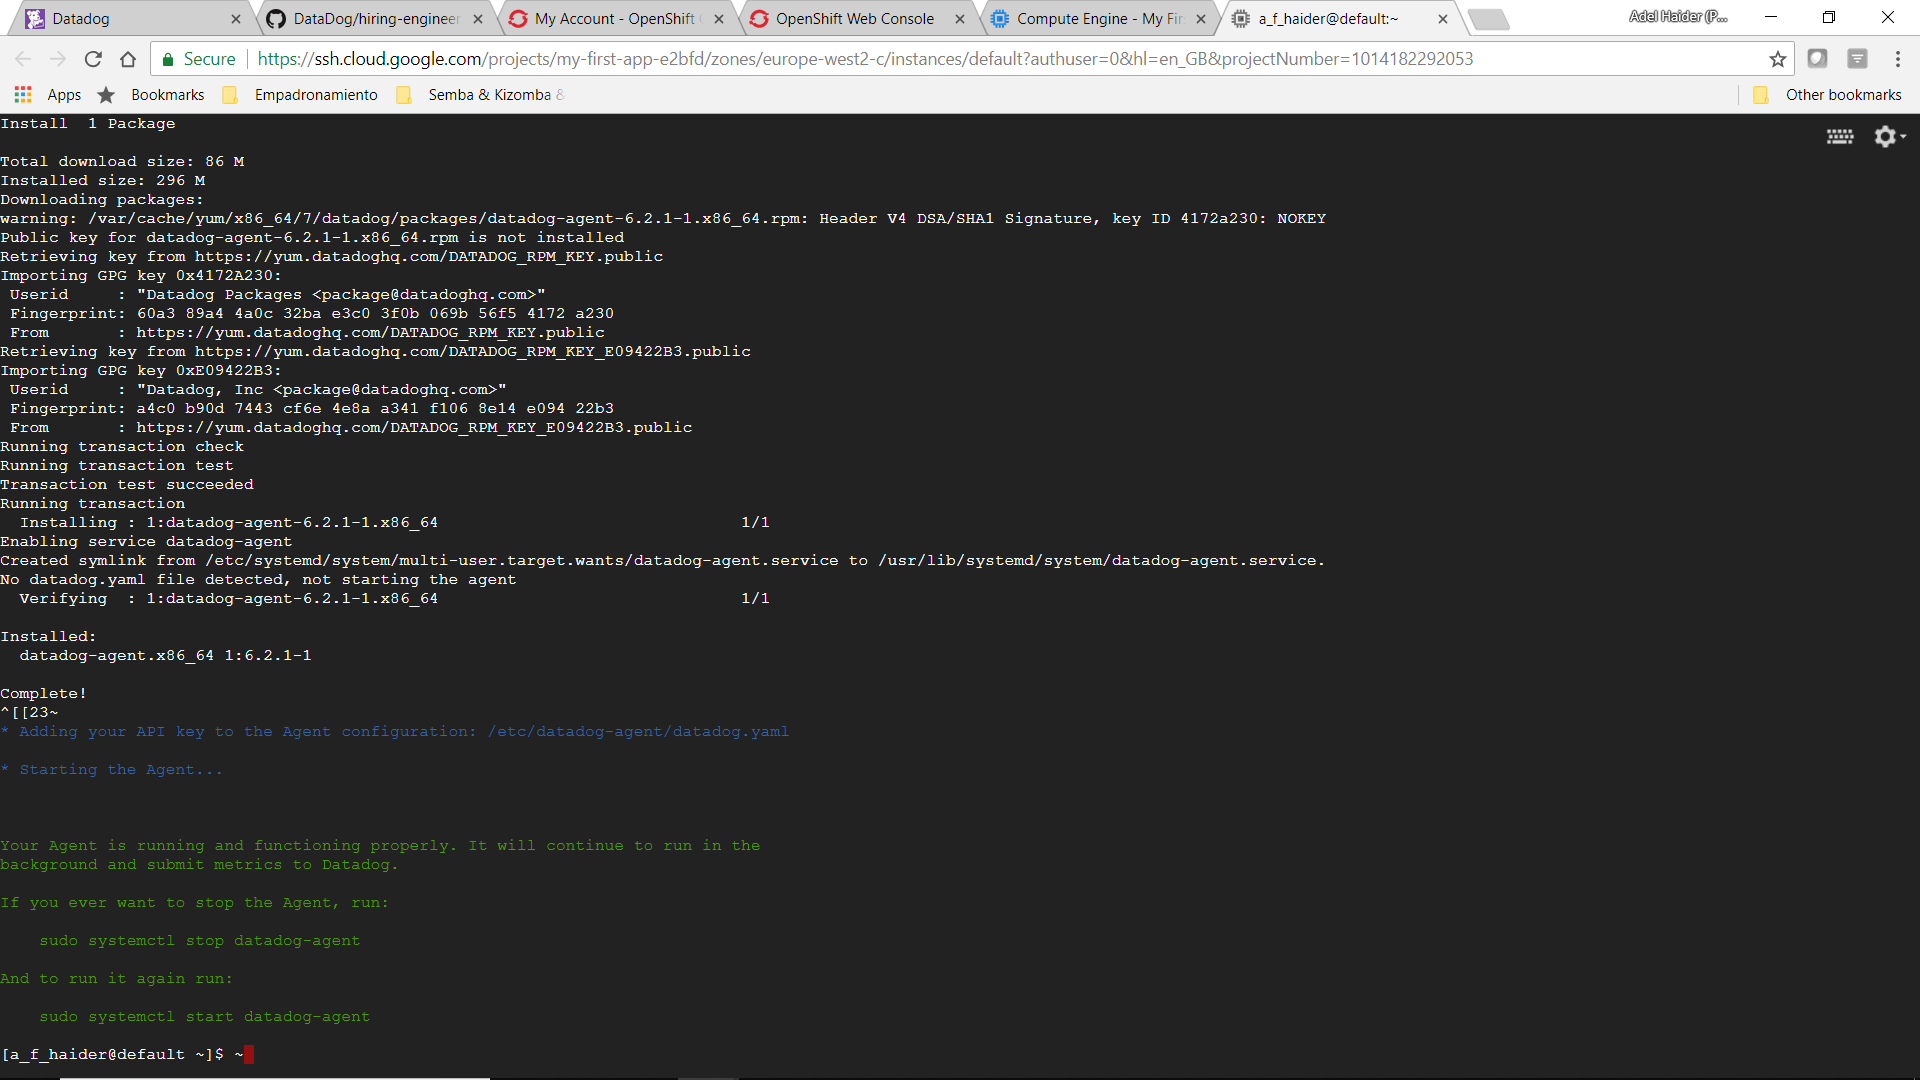 Datadog
DataDog/hiring-engineer
My Account - OpenShift
OpenShift Web Console
Compute Engine - My Fir
a_f_haider@default:~
Adel Haider (P...
Secure
https://ssh.cloud.google.com/projects/my-first-app-e2bfd/zones/europe-west2-c/instances/default?authuser=0&hl=en_GB&projectNumber=1014182292053
Apps
Bookmarks
Empadronamiento
Semba & Kizomba &
Other bookmarks
Install  1 Package
Total download size: 86 M
Installed size: 296 M
Downloading packages:
warning: /var/cache/yum/x86_64/7/datadog/packages/datadog-agent-6.2.1-1.x86_64.rpm: Header V4 DSA/SHA1 Signature, key ID 4172a230: NOKEY
Public key for datadog-agent-6.2.1-1.x86_64.rpm is not installed
Retrieving key from https://yum.datadoghq.com/DATADOG_RPM_KEY.public
Importing GPG key 0x4172A230:
 Userid     : "Datadog Packages <package@datadoghq.com>"
 Fingerprint: 60a3 89a4 4a0c 32ba e3c0 3f0b 069b 56f5 4172 a230
 From       : https://yum.datadoghq.com/DATADOG_RPM_KEY.public
Retrieving key from https://yum.datadoghq.com/DATADOG_RPM_KEY_E09422B3.public
Importing GPG key 0xE09422B3:
 Userid     : "Datadog, Inc <package@datadoghq.com>"
 Fingerprint: a4c0 b90d 7443 cf6e 4e8a a341 f106 8e14 e094 22b3
 From       : https://yum.datadoghq.com/DATADOG_RPM_KEY_E09422B3.public
Running transaction check
Running transaction test
Transaction test succeeded
Running transaction
  Installing : 1:datadog-agent-6.2.1-1.x86_64                               1/1
Enabling service datadog-agent
Created symlink from /etc/systemd/system/multi-user.target.wants/datadog-agent.service to /usr/lib/systemd/system/datadog-agent.service.
No datadog.yaml file detected, not starting the agent
  Verifying  : 1:datadog-agent-6.2.1-1.x86_64                               1/1
Installed:
  datadog-agent.x86_64 1:6.2.1-1
Complete!
^[[23~
* Adding your API key to the Agent configuration: /etc/datadog-agent/datadog.yaml
* Starting the Agent...
Your Agent is running and functioning properly. It will continue to run in the
background and submit metrics to Datadog.
If you ever want to stop the Agent, run:
    sudo systemctl stop datadog-agent
And to run it again run:
    sudo systemctl start datadog-agent
[a_f_haider@default ~]$ ~